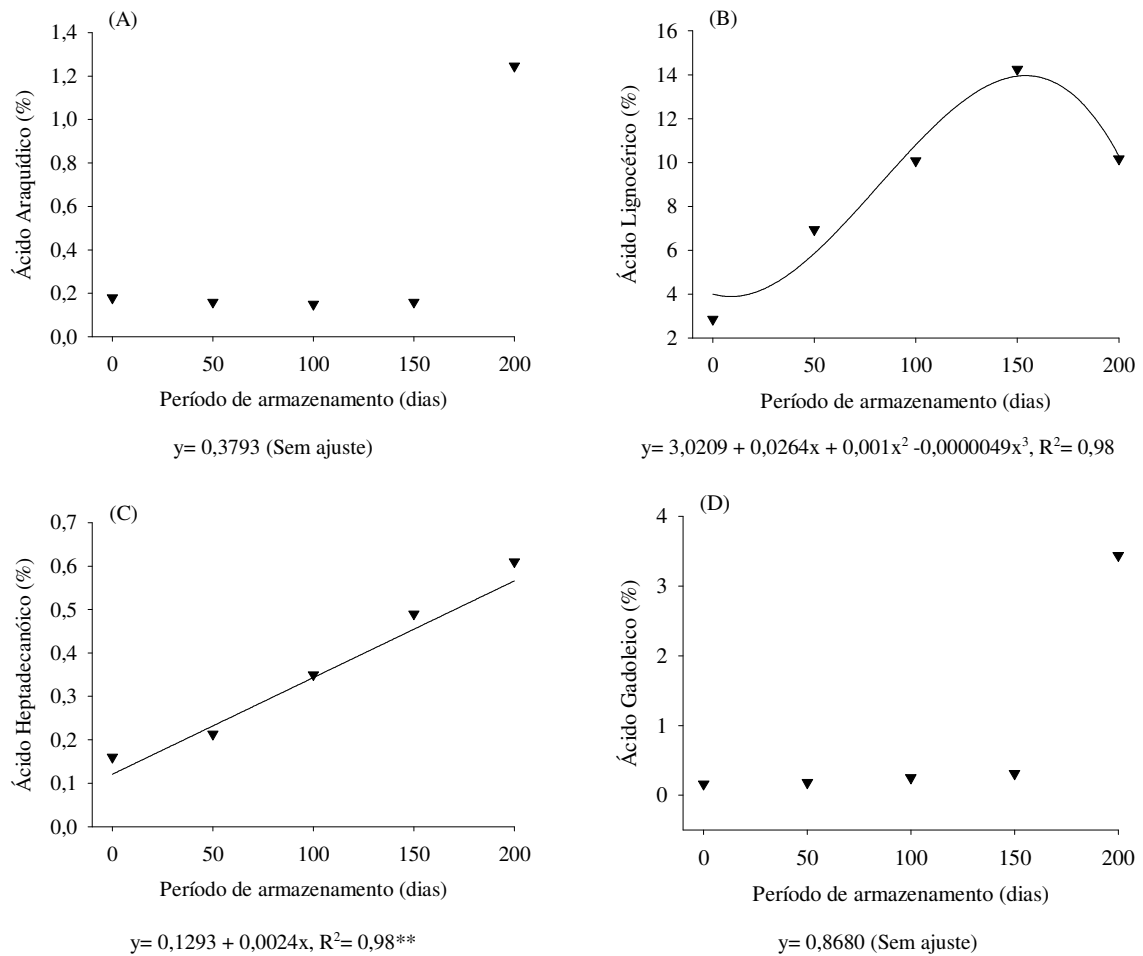 (A)
Ácido Araquídico (%)
1,4
1,2
1,0
0,8
0,6
0,4
0,2
0,0
0 50 100 150 200
Período de armazenamento (dias)
y= 0,3793 (Sem ajuste)
(B)
Ácido Lignocérico (%)
16
14
12
10
8
6
4
2
0 50 100 150 200
Período de armazenamento (dias)
y= 3,0209 + 0,0264x + 0,001x² -0,0000049x³, R²= 0,98
(C)
Ácido Heptadecanóico (%)
0,7
0,6
0,5
0,4
0,3
0,2
0,1
0,0
0 50 100 150 200
Período de armazenamento (dias)
y= 0,1293 + 0,0024x, R²= 0,98**
(D)
Ácido Gadoleico (%)
4
3
2
1
0
0 50 100 150 200
Período de armazenamento (dias)
y= 0,8680 (Sem ajuste)